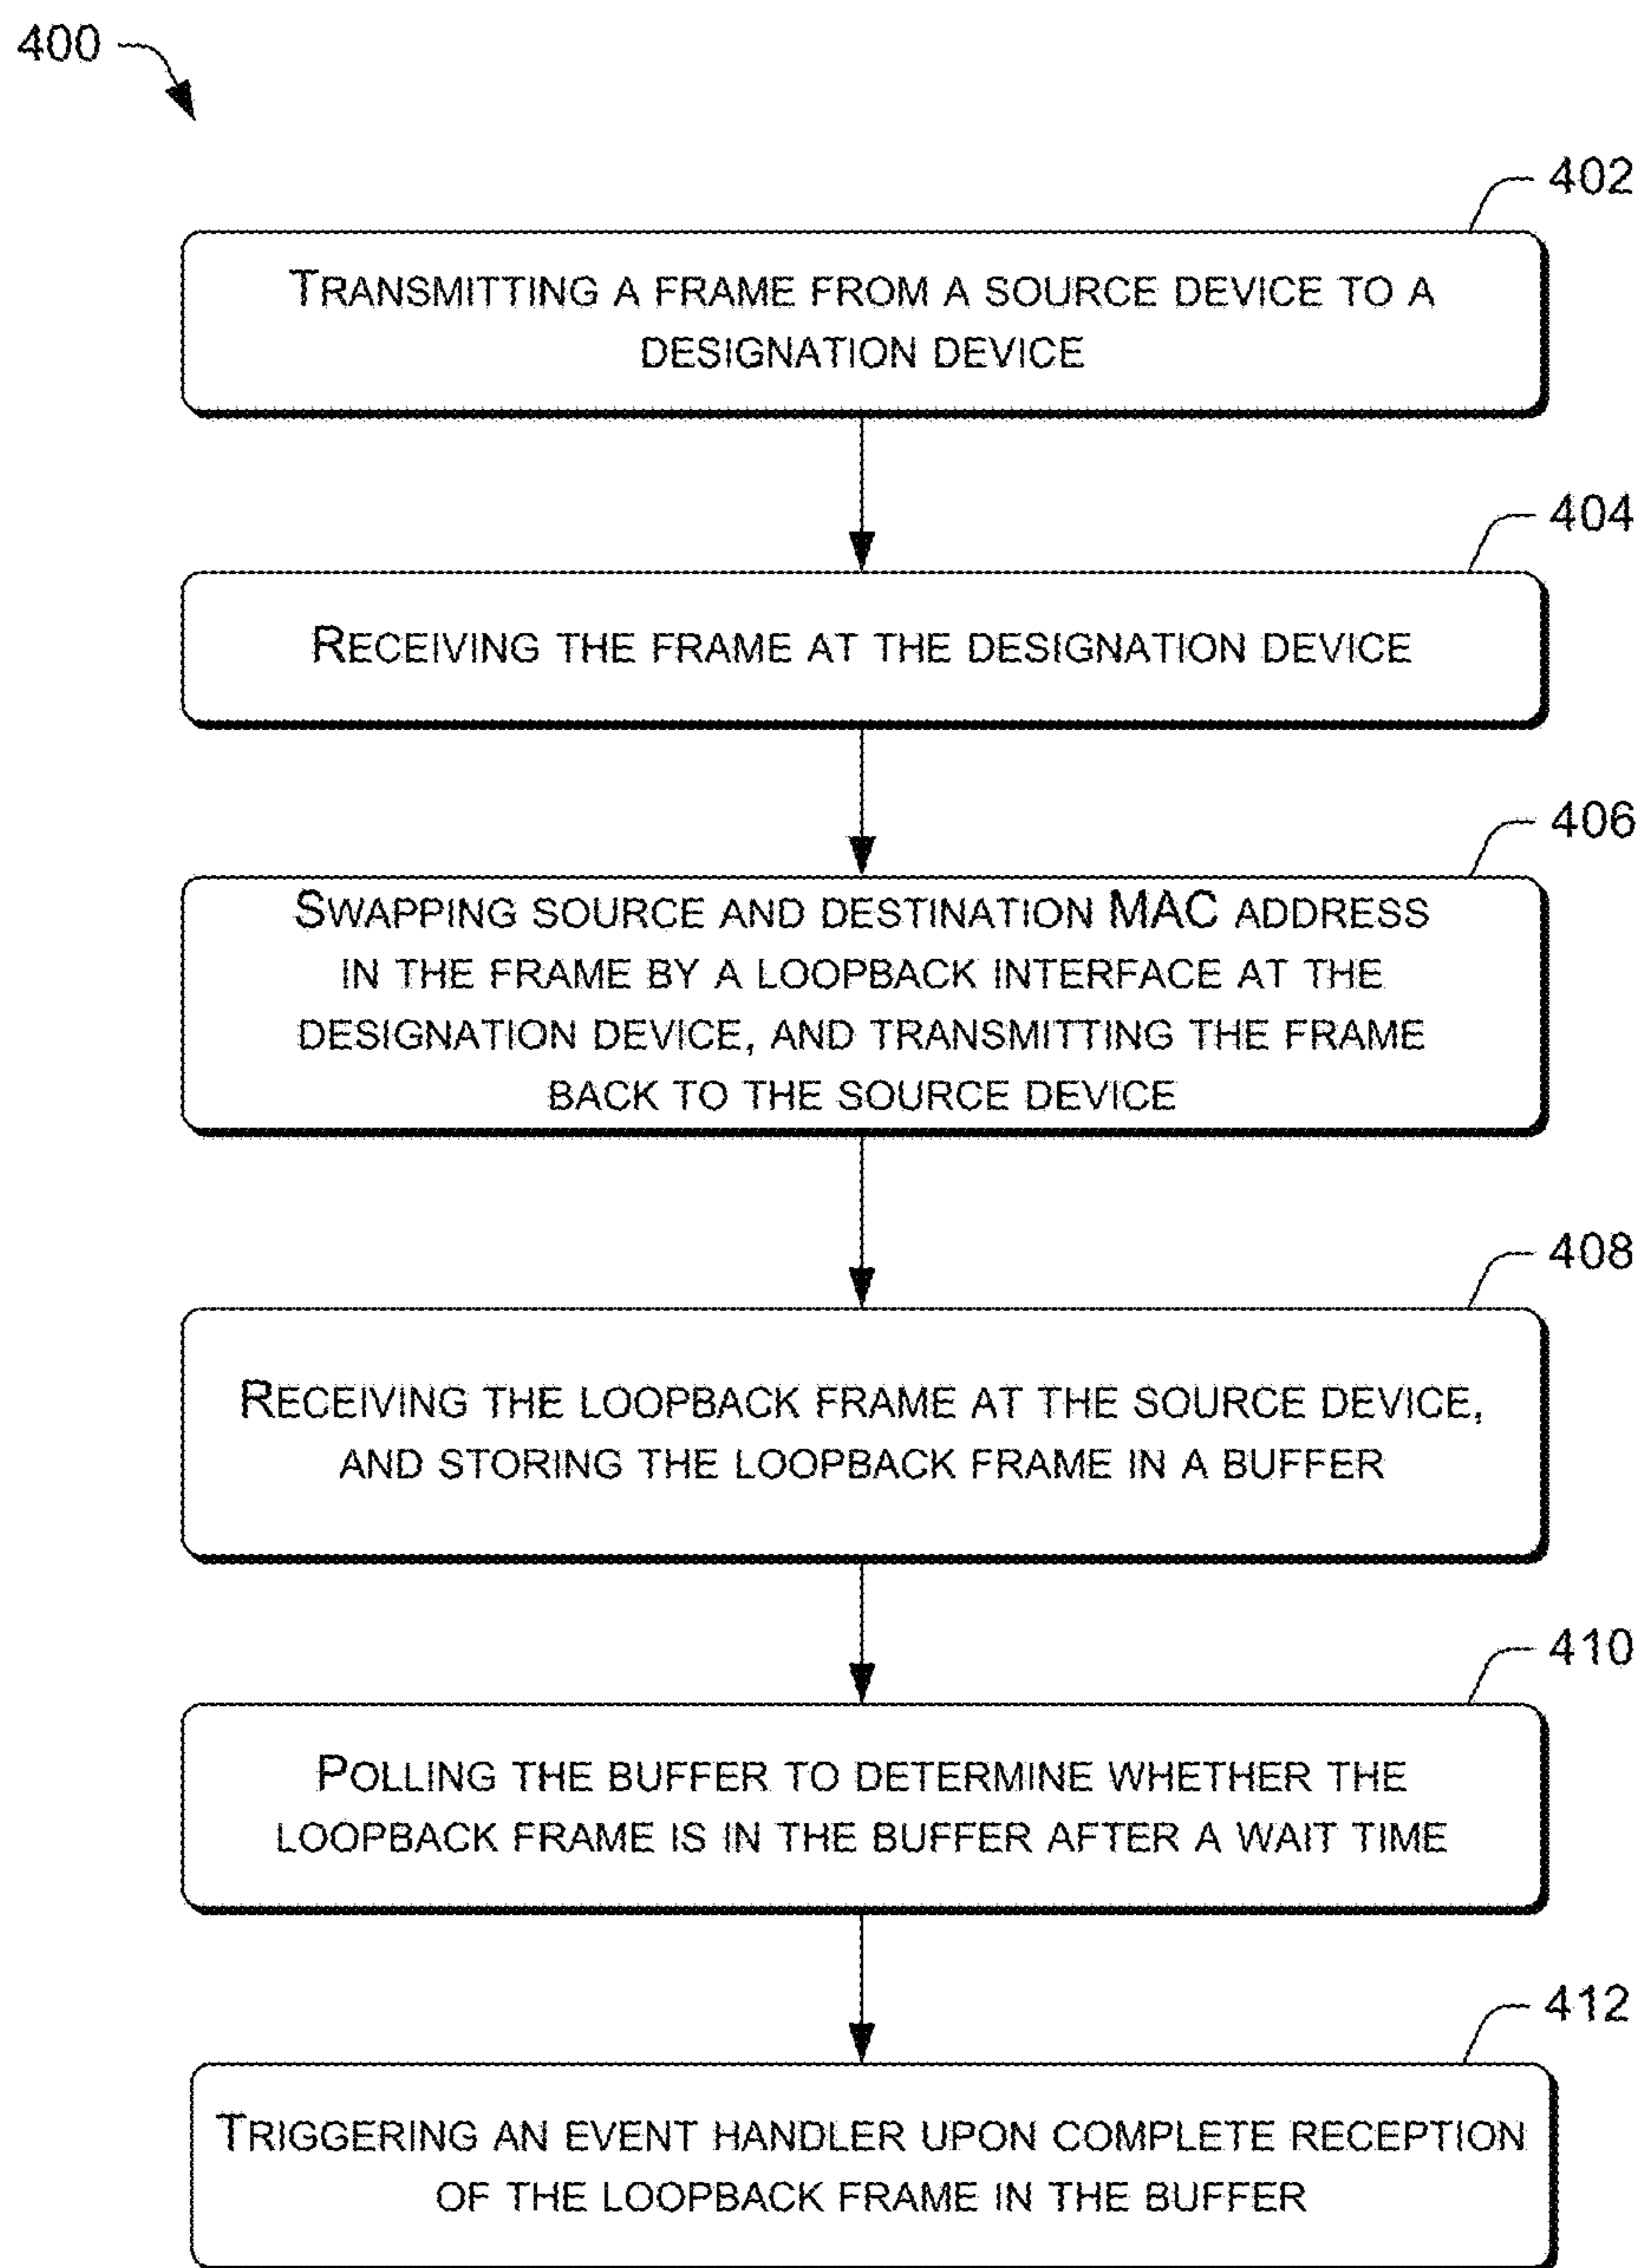 400
402
TRANSMITTING A FRAME FROM A SOURCE DEVICE TO A
DESIGNATION DEVICE
404
RECEIVING THE FRAME AT THE DESIGNATION DEVICE
406
SWAPPING SOURCE AND DESTINATION MAC ADDRESS
IN THE FRAME BY A LOOPBACK INTERFACE AT THE
DESIGNATION DEVICE, AND TRANSMITTING THE FRAME
BACK TO THE SOURCE DEVICE
408
RECEIVING THE LOOPBACK FRAME AT THE SOURCE DEVICE,
AND STORING THE LOOPBACK FRAME IN A BUFFER
410
POLLING THE BUFFER TO DETERMINE WHETHER THE
LOOPBACK FRAME IS IN THE BUFFER AFTER A WAIT TIME
412
TRIGGERING AN EVENT HANDLER UPON COMPLETE RECEPTION
OF THE LOOPBACK FRAME IN THE BUFFER